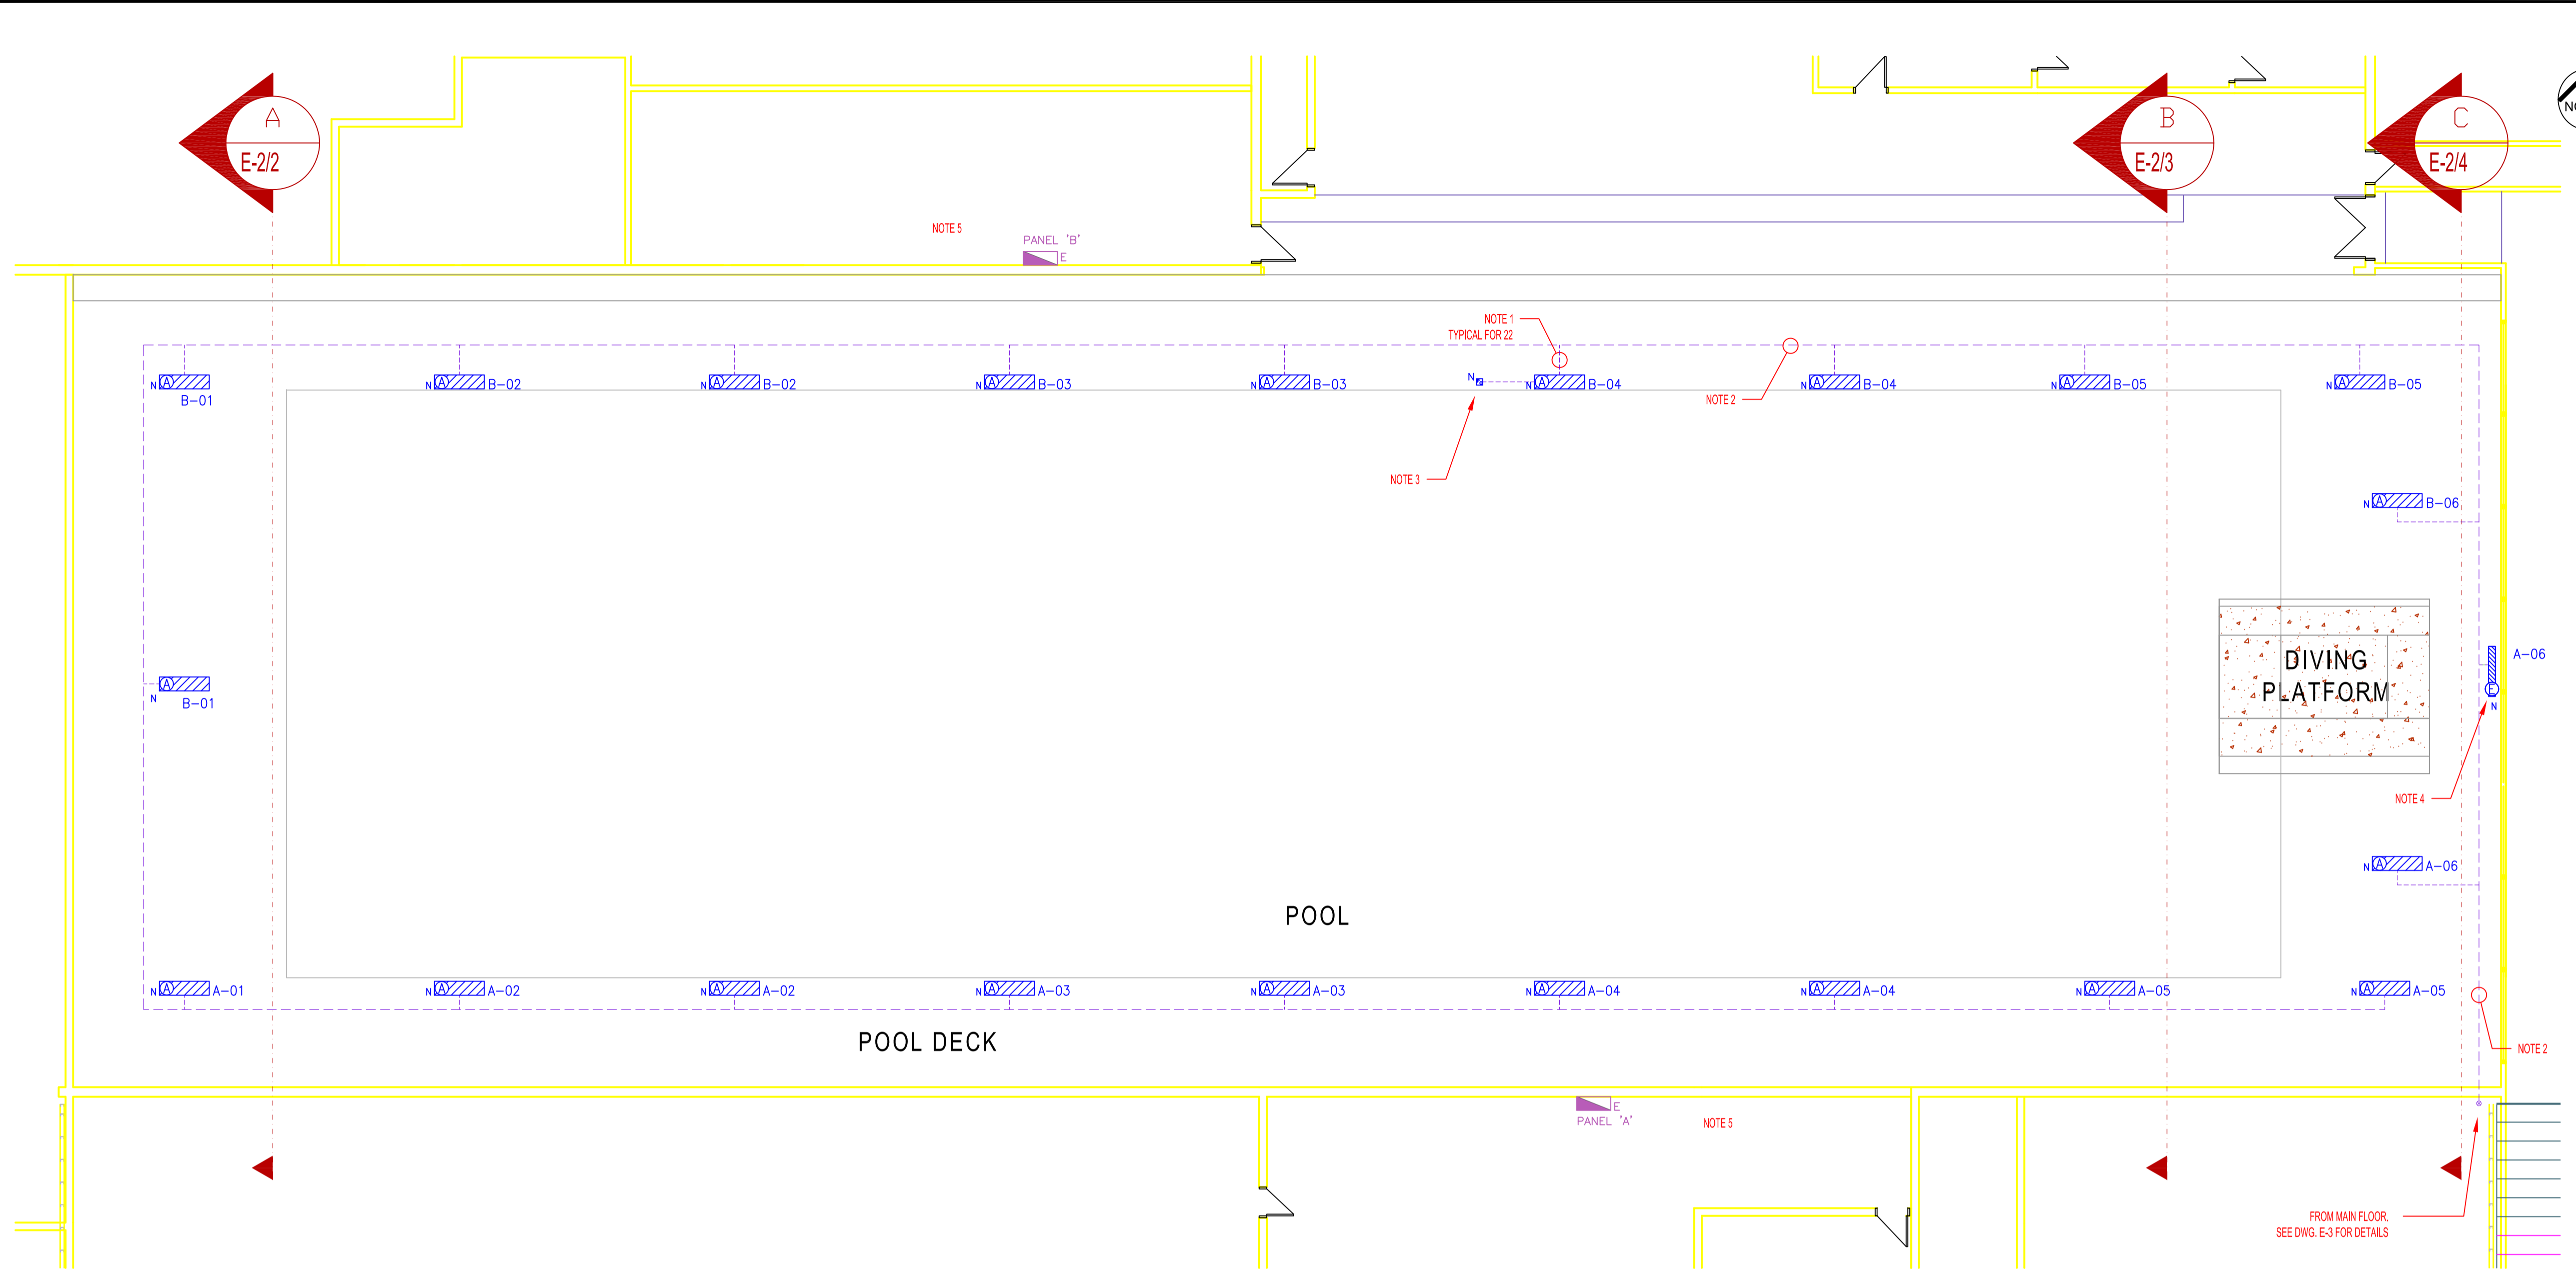 A
E-2/2
B
E-2/3
C
E-2/4
NOTE 5
PANEL 'B'
E
NOTE 1
TYPICAL FOR 22
N A B-01
N A B-02
N A B-02
N A B-03
N A B-03
N
N A B-04
N A B-04
N A B-05
N A B-05
NOTE 2
NOTE 3
N A B-06
N A B-01
DIVING
PLATFORM
A-06
E
N
NOTE 4
N A A-06
POOL
N A A-01
N A A-02
N A A-02
N A A-03
N A A-03
N A A-04
N A A-04
N A A-05
N A A-05
POOL DECK
NOTE 2
E
PANEL 'A'
NOTE 5
FROM MAIN FLOOR.
SEE DWG. E-3 FOR DETAILS